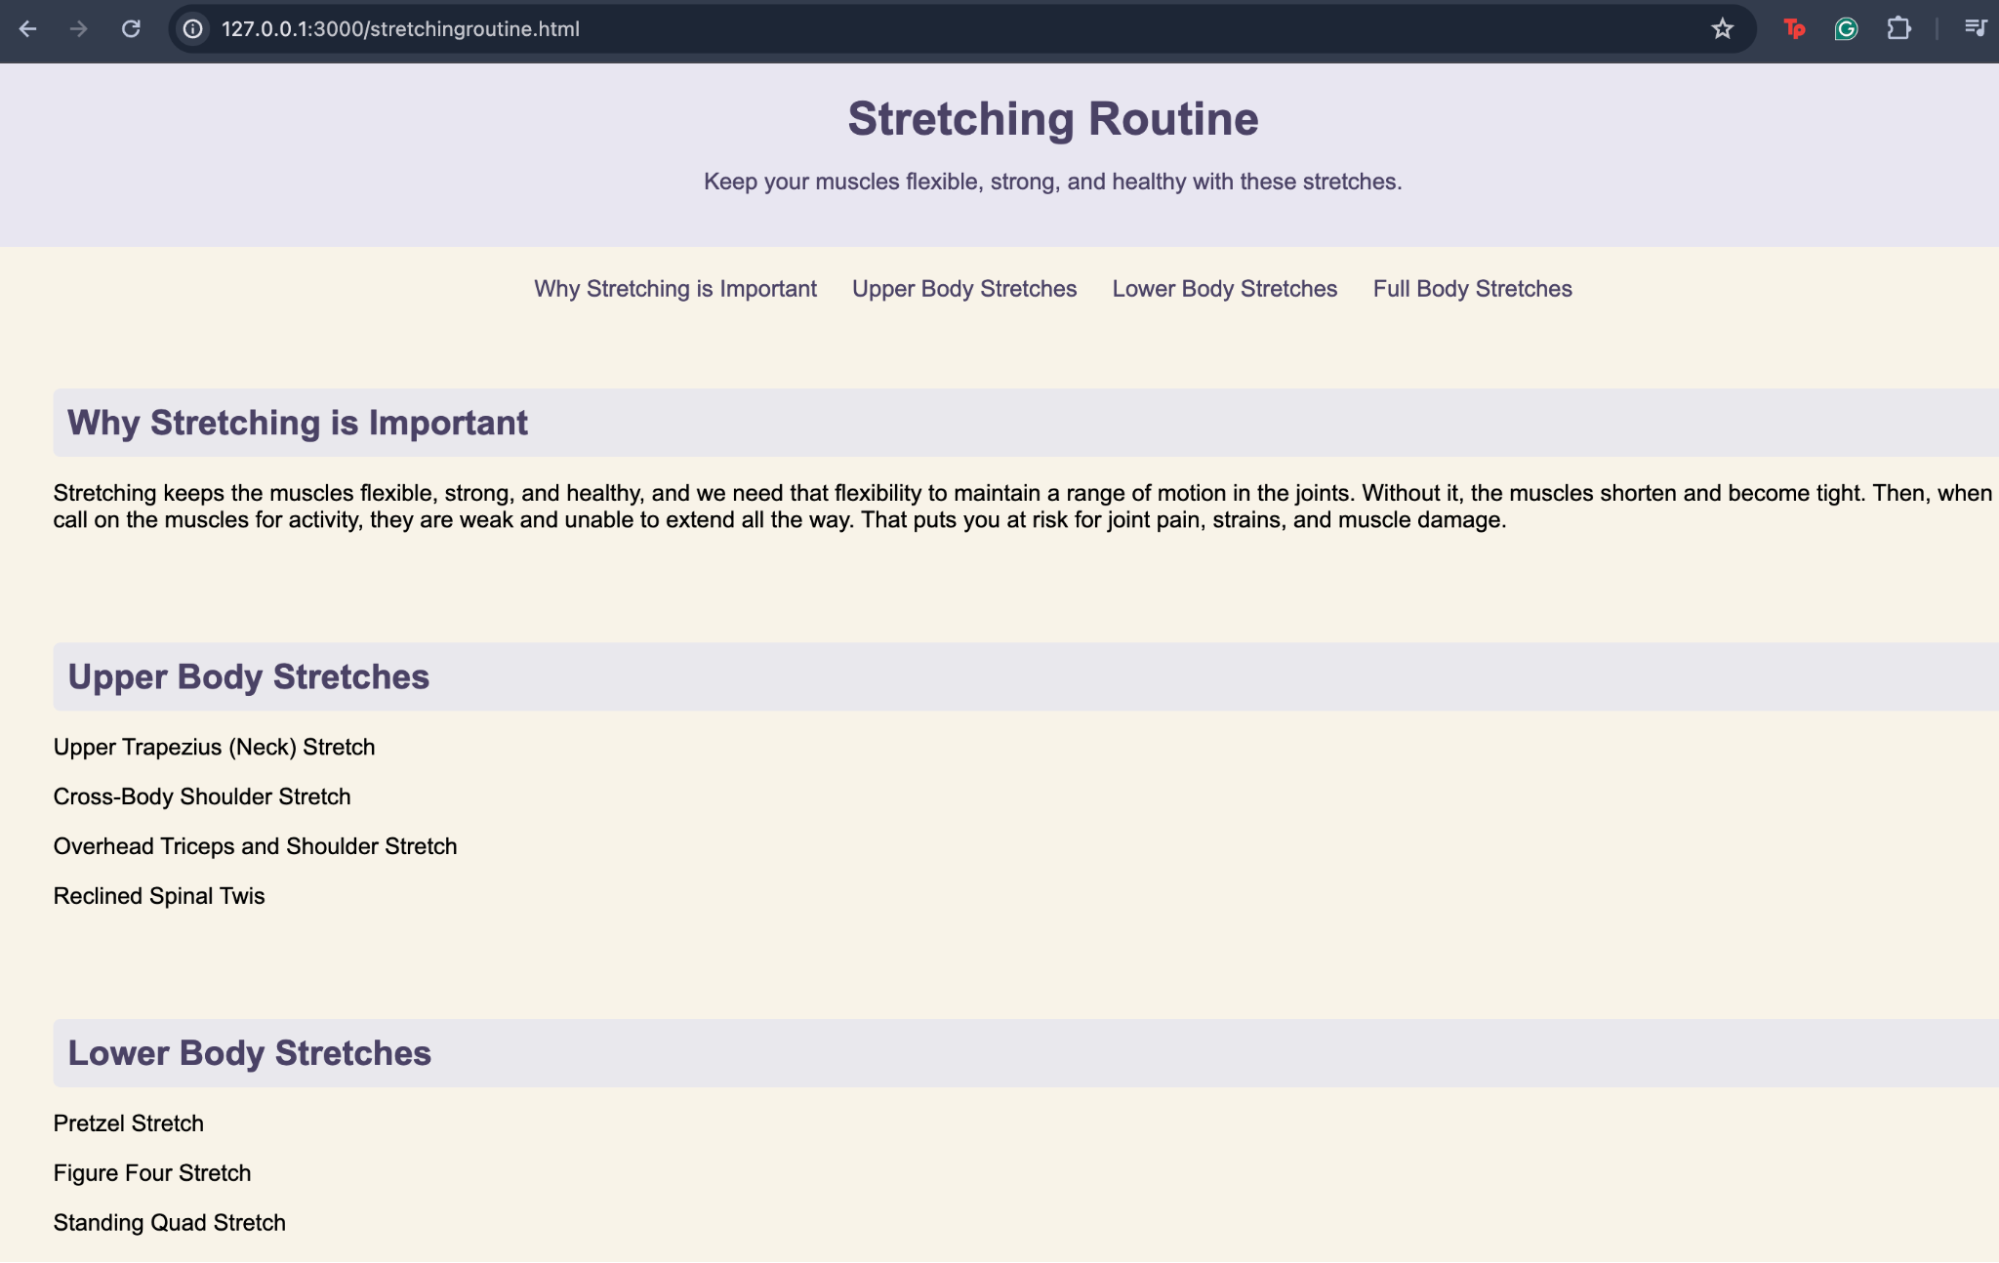 127.0.0.1:3000/stretchingroutine.html
Tp
G
Stretching Routine
Keep your muscles flexible, strong, and healthy with these stretches.
Why Stretching is Important Upper Body Stretches Lower Body Stretches Full Body Stretches
Why Stretching is Important
Stretching keeps the muscles flexible, strong, and healthy, and we need that flexibility to maintain a range of motion in the joints. Without it, the muscles shorten and become tight. Then, when
call on the muscles for activity, they are weak and unable to extend all the way. That puts you at risk for joint pain, strains, and muscle damage.
Upper Body Stretches
Upper Trapezius (Neck) Stretch
Cross-Body Shoulder Stretch
Overhead Triceps and Shoulder Stretch
Reclined Spinal Twis
Lower Body Stretches
Pretzel Stretch
Figure Four Stretch
Standing Quad Stretch